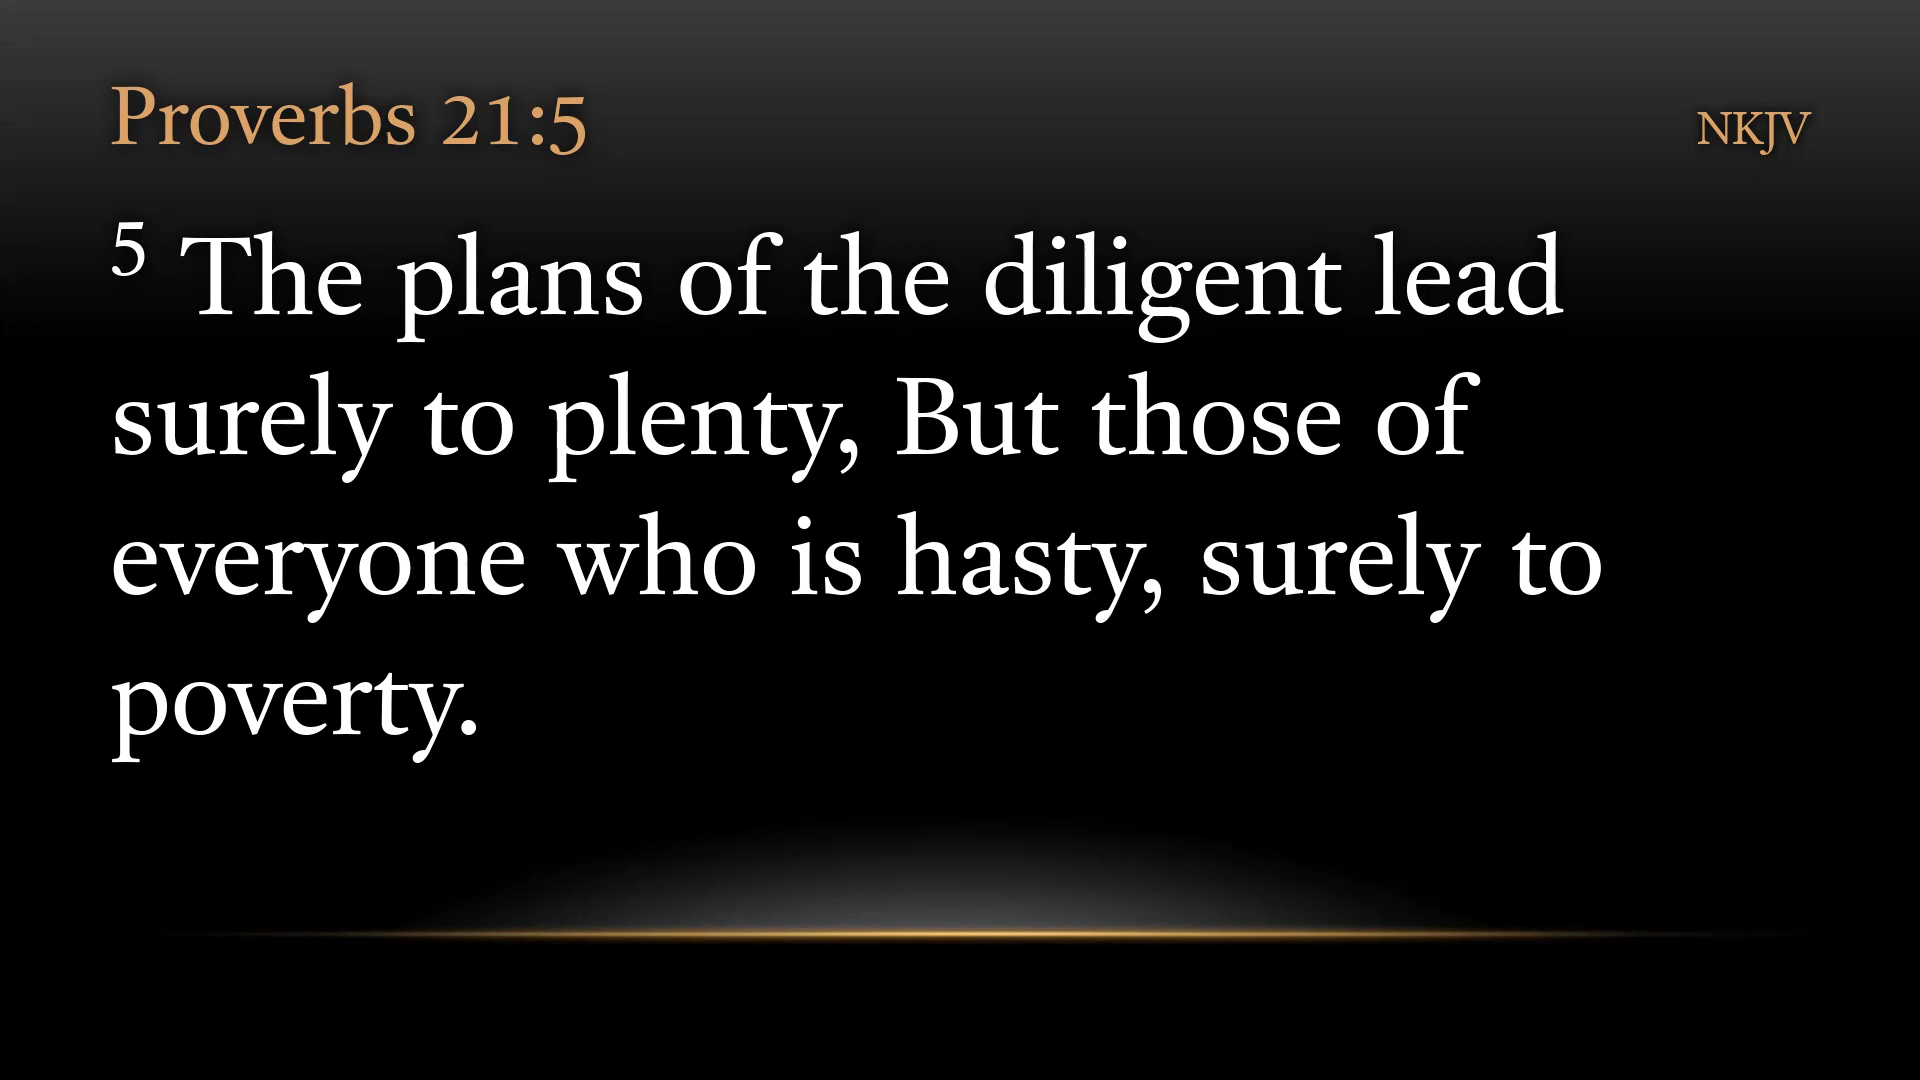 Proverbs 21:5
NKJV
5 The plans of the diligent lead
surely to plenty, But those of
everyone who is hasty, surely to
poverty.